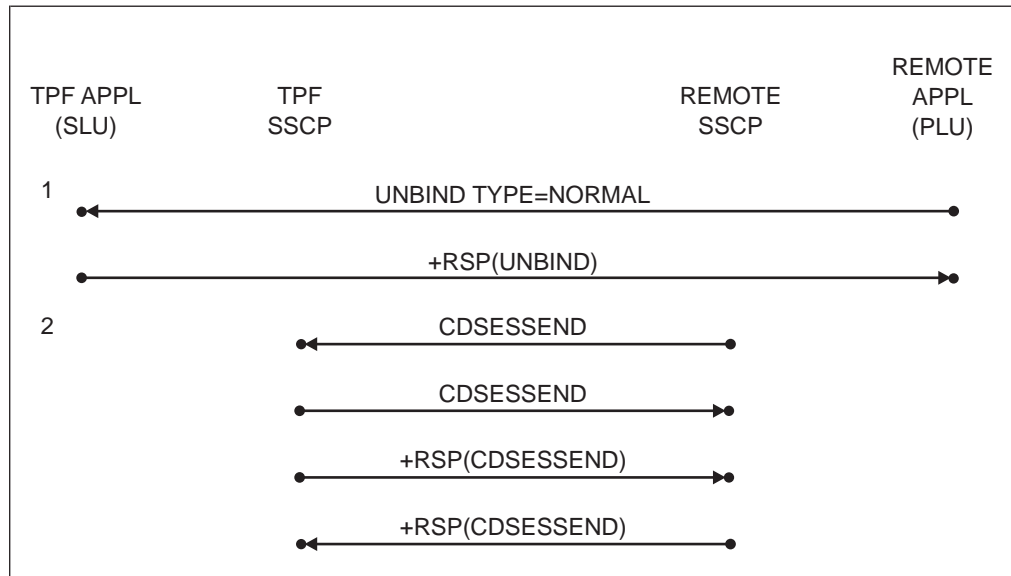 REMOTE
TPF APPL TPF REMOTE APPL
(SLU) SSCP SSCP (PLU)
1 UNBIND TYPE=NORMAL
+RSP(UNBIND)
2 CDSESSEND
CDSESSEND
+RSP(CDSESSEND)
+RSP(CDSESSEND)